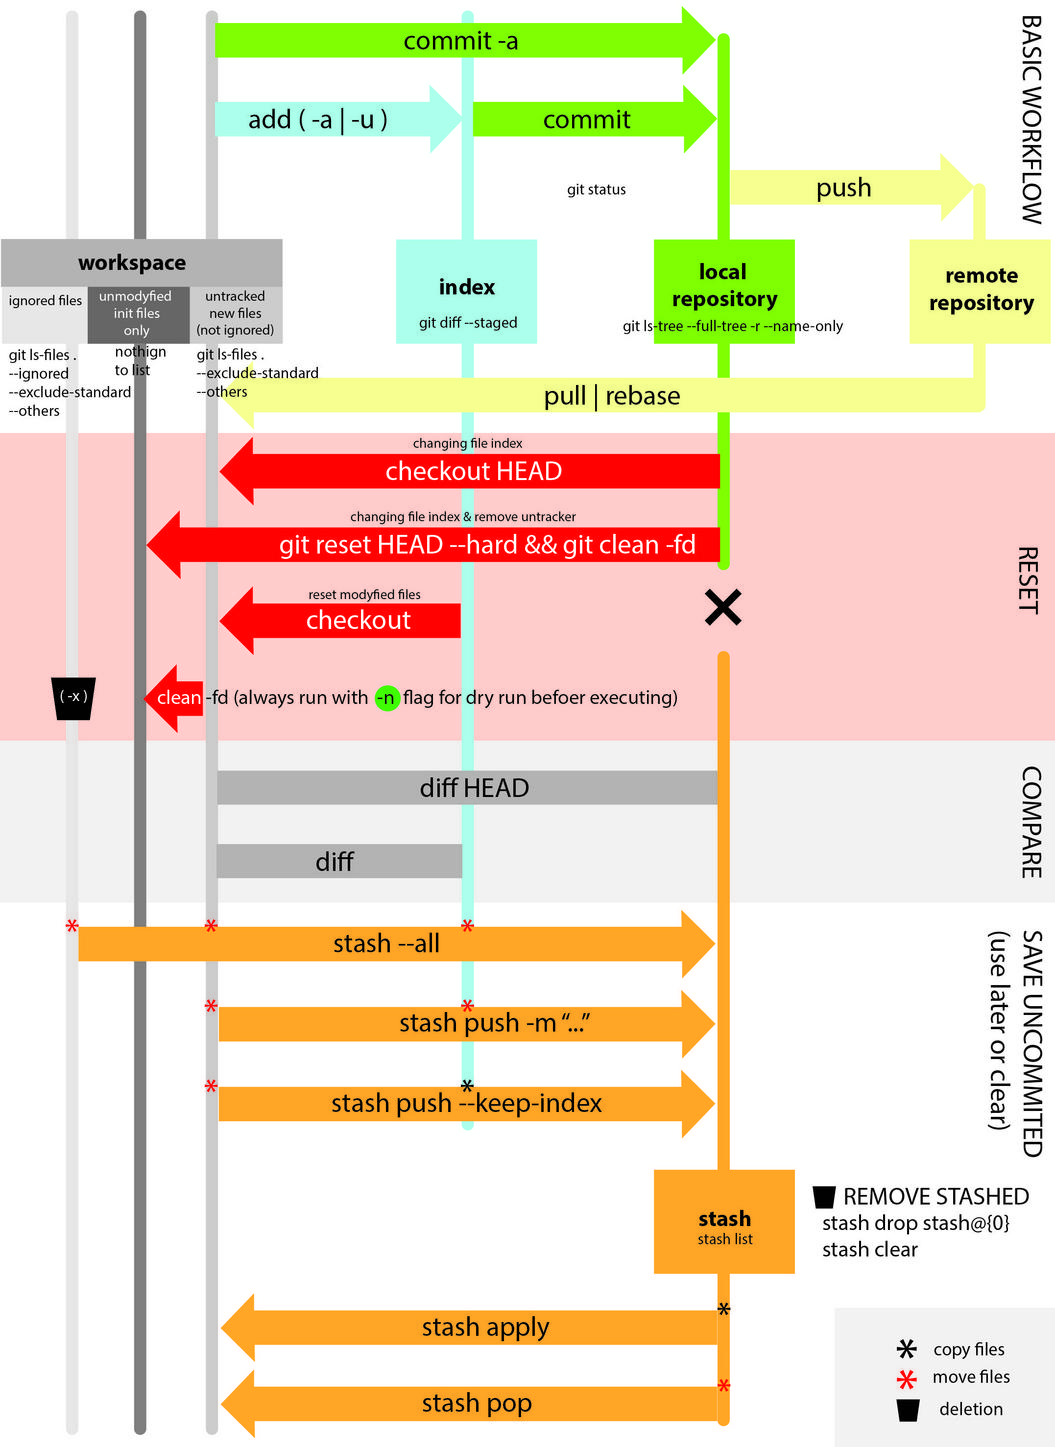 BASIC WORKFLOW
commit -a
add ( -a | -u )
commit
git status
push
workspace
ignored files
unmodyfied
init files
only
untracked
new files
(not ignored)
index
git diff --staged
local
repository
git ls-tree --full-tree -r --name-only
remote
repository
git ls-files .
--ignored
--exclude-standard
--others
nothign
to list
git ls-files .
--exclude-standard
--others
pull | rebase
RESET
changing file index
checkout HEAD
changing file index & remove untracker
git reset HEAD --hard && git clean -fd
reset modyfied files
checkout
( -x )
clean -fd (always run with -n flag for dry run befoer executing)
COMPARE
diff HEAD
diff
SAVE UNCOMMITED
(use later or clear)
* * *
stash --all
* *
stash push -m “...”
* *
stash push --keep-index
stash
stash list
REMOVE STASHED
stash drop stash@{0}
stash clear
*
stash apply
*
stash pop
* copy files
* move files
deletion